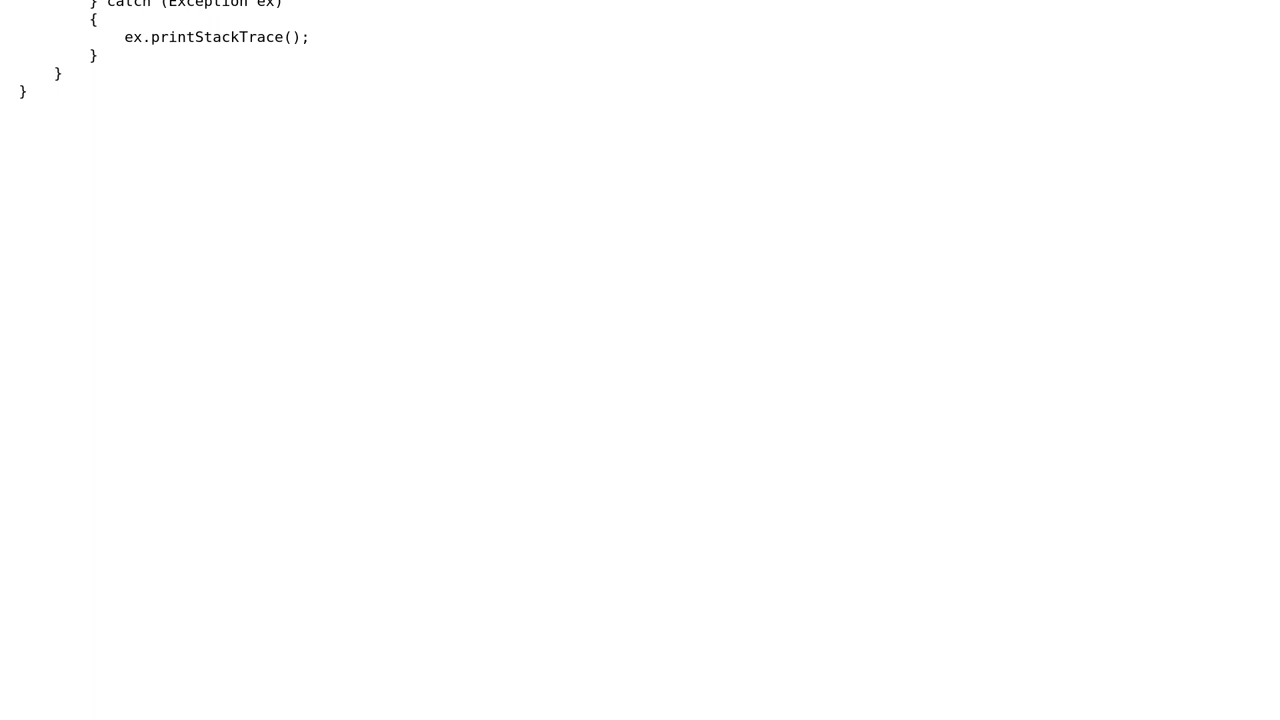 } catch (Exception ex)
        {
            ex.printStackTrace();
        }
    }
}